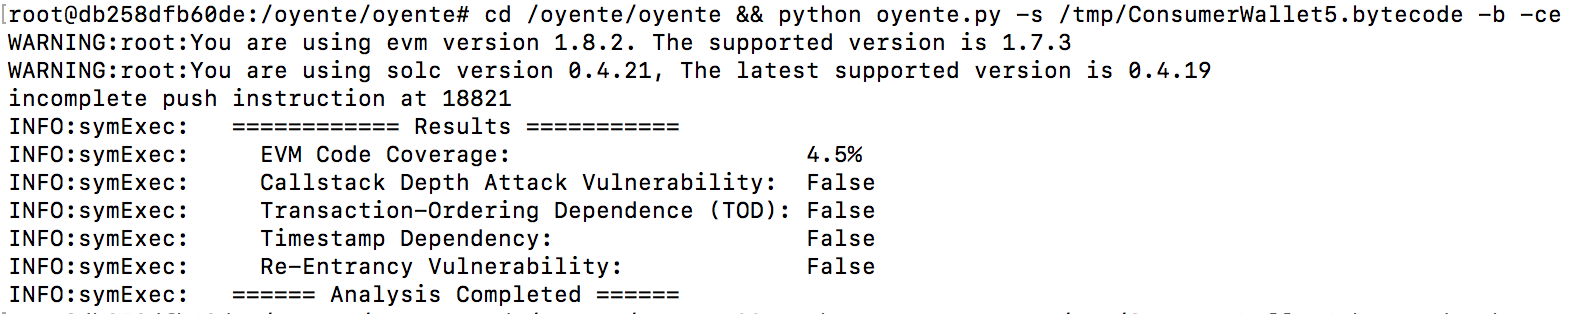 [root@db258dfb60de:/oyente/oyente# cd /oyente/oyente && python oyente.py -s /tmp/ConsumerWallet5.bytecode -b -ce
WARNING:root:You are using evm version 1.8.2. The supported version is 1.7.3
WARNING:root:You are using solc version 0.4.21, The latest supported version is 0.4.19
incomplete push instruction at 18821
INFO:symExec:   ============ Results ===========
INFO:symExec:     EVM Code Coverage:                     4.5%
INFO:symExec:     Callstack Depth Attack Vulnerability:  False
INFO:symExec:     Transaction-Ordering Dependence (TOD): False
INFO:symExec:     Timestamp Dependency:                  False
INFO:symExec:     Re-Entrancy Vulnerability:             False
INFO:symExec:   ====== Analysis Completed ======